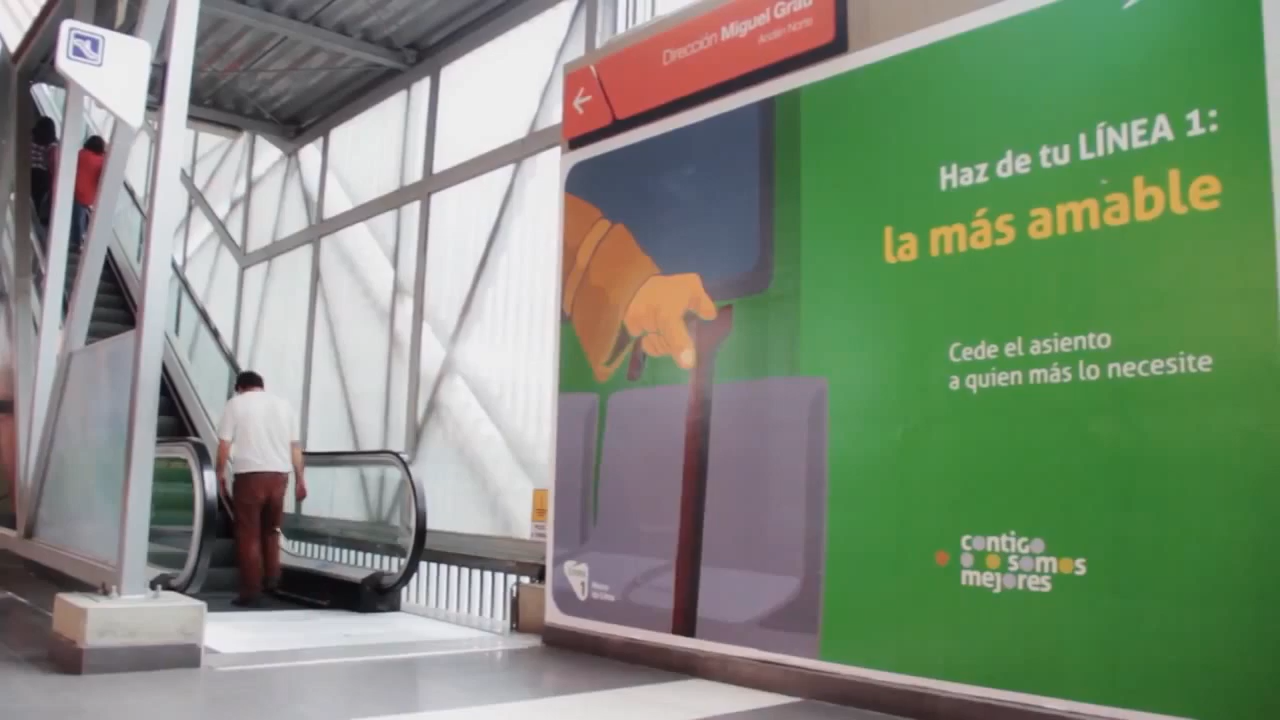 Dirección Miguel Grau
Andén Norte
Haz de tu LÍNEA 1:
la más amable
Cede el asiento
a quien más lo necesite
contigo
somos
mejores
1